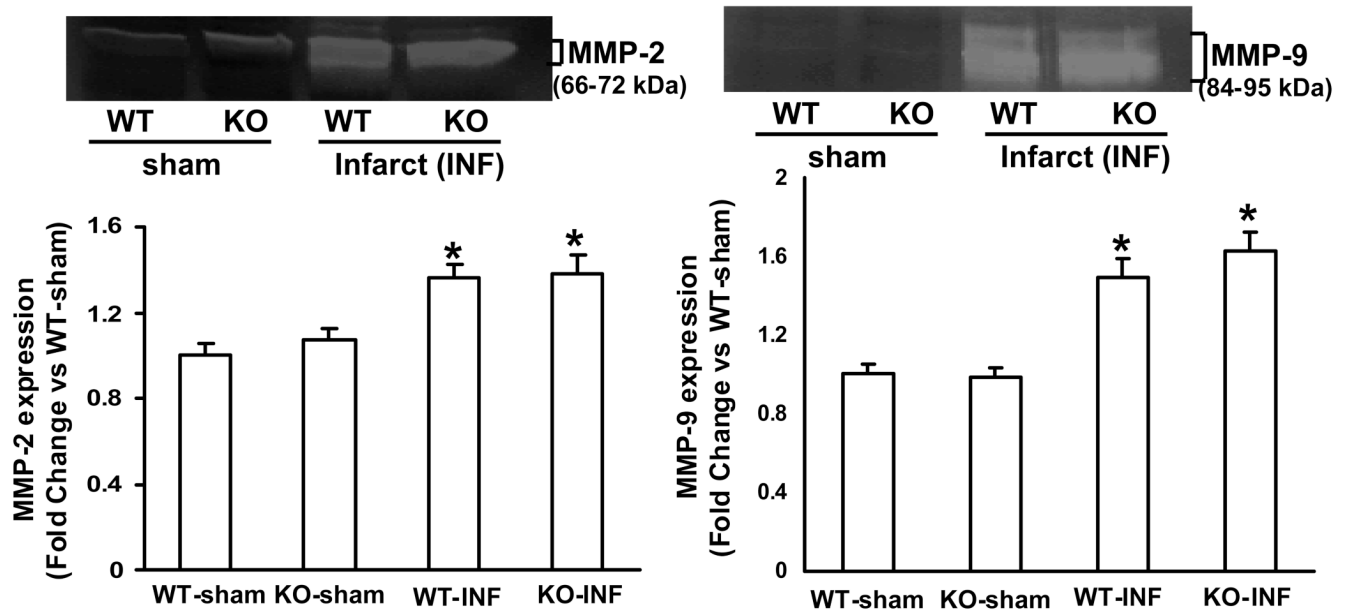 MMP-2
(66-72 kDa)
WT KO WT KO
sham Infarct (INF)
MMP-2 expression
(Fold Change vs WT-sham)
1.6
1.2
0.8
0.4
0
* *
WT-sham KO-sham WT-INF KO-INF
MMP-9
(84-95 kDa)
WT KO WT KO
sham Infarct (INF)
MMP-9 expression
(Fold Change vs WT-sham)
2
1.6
1.2
0.8
0.4
0
* *
WT-sham KO-sham WT-INF KO-INF